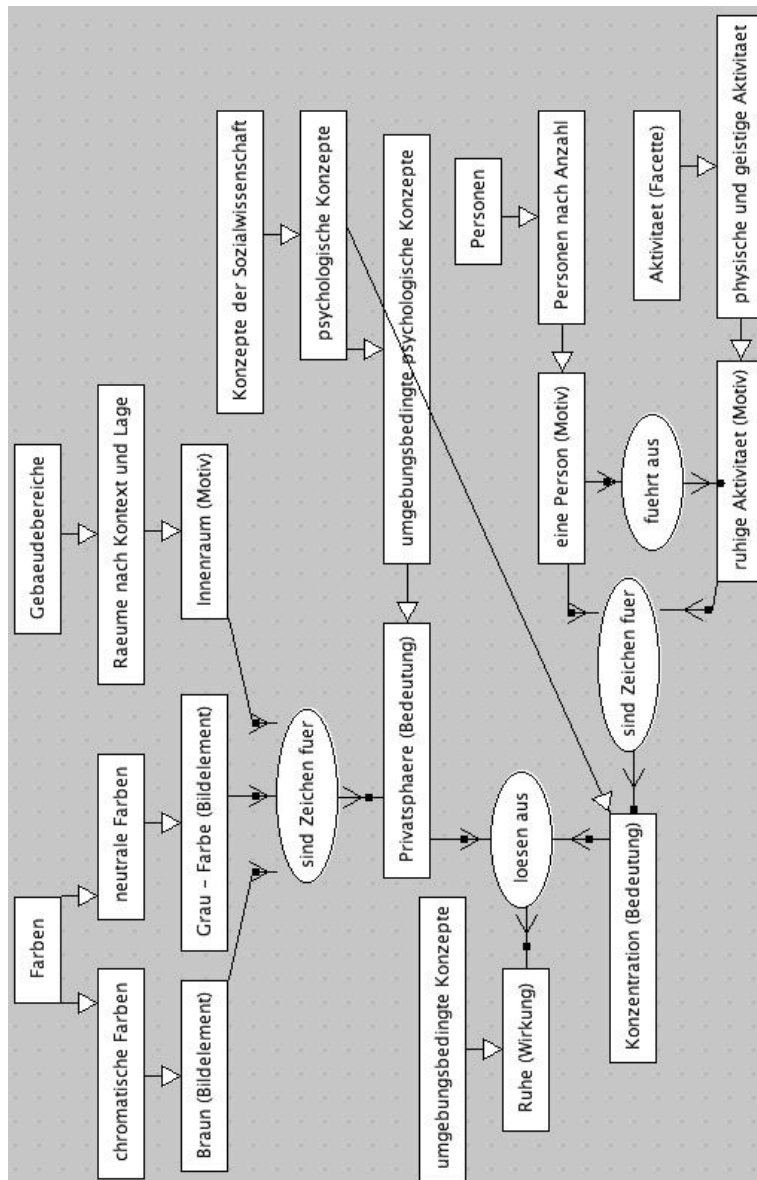 Farben
Gebaeudebereiche
chromatische Farben
neutrale Farben
Raeume nach Kontext und Lage
Braun (Bildelement)
Grau – Farbe (Bildelement)
Innenraum (Motiv)
Konzepte der Sozialwissenschaft
sind Zeichen fuer
psychologische Konzepte
Privatsphaere (Bedeutung)
umgebungsbedingte psychologische Konzepte
umgebungsbedingte Konzepte
Personen
Ruhe (Wirkung)
loesen aus
eine Person (Motiv)
Personen nach Anzahl
Konzentration (Bedeutung)
sind Zeichen fuer
fuehrt aus
Aktivitaet (Facette)
ruhige Aktivitaet (Motiv)
physische und geistige Aktivitaet